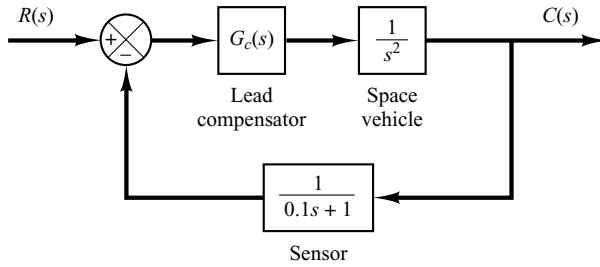 R(s)
C(s)
+
−
G_c(s)
1
s^2
Lead
compensator
Space
vehicle
1
0.1s + 1
Sensor